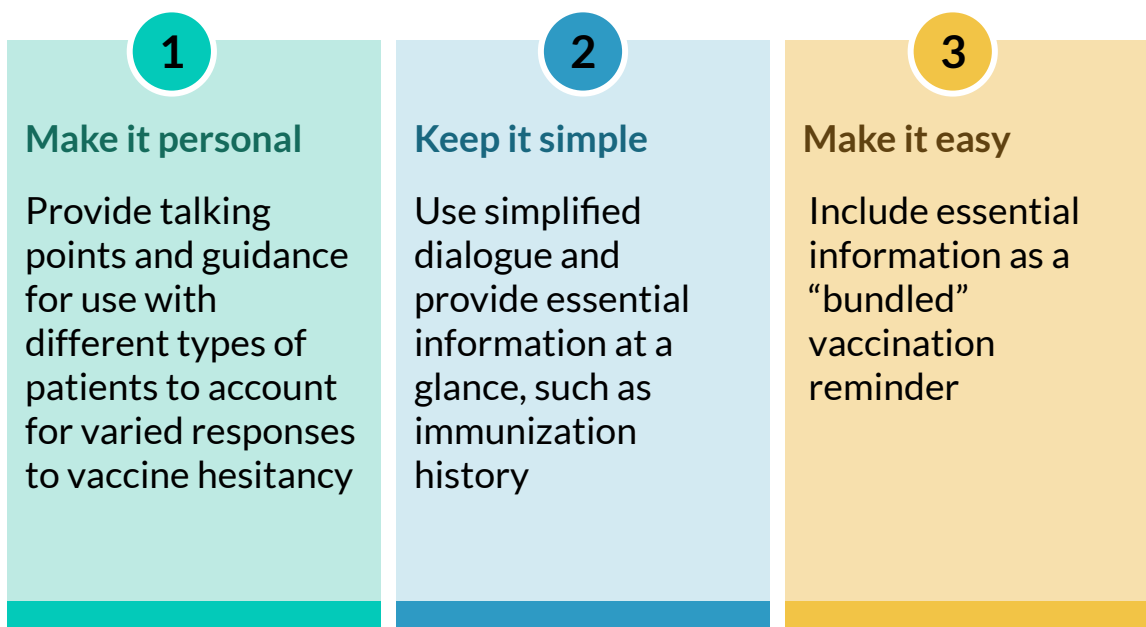 1
Make it personal
Provide talking
points and guidance
for use with
different types of
patients to account
for varied responses
to vaccine hesitancy
2
Keep it simple
Use simplified
dialogue and
provide essential
information at a
glance, such as
immunization
history
3
Make it easy
Include essential
information as a
“bundled”
vaccination
reminder